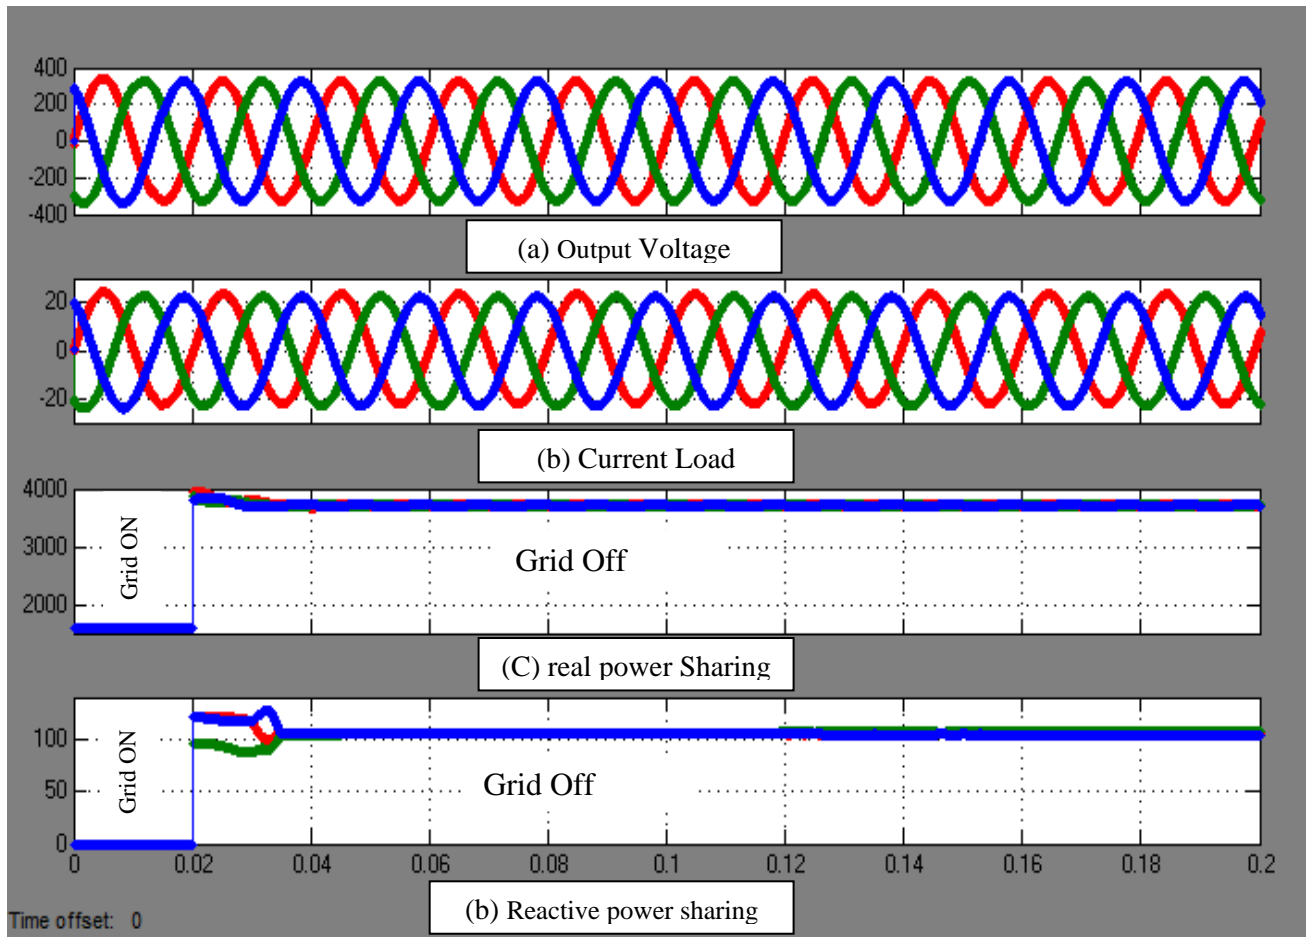 400
200
0
-200
-400
(a) Output Voltage
20
0
-20
(b) Current Load
4000
3000
2000
Grid ON
Grid Off
(C) real power Sharing
100
50
0
Grid ON
Grid Off
0 0.02 0.04 0.06 0.08 0.1 0.12 0.14 0.16 0.18 0.2
(b) Reactive power sharing
Time offset: 0